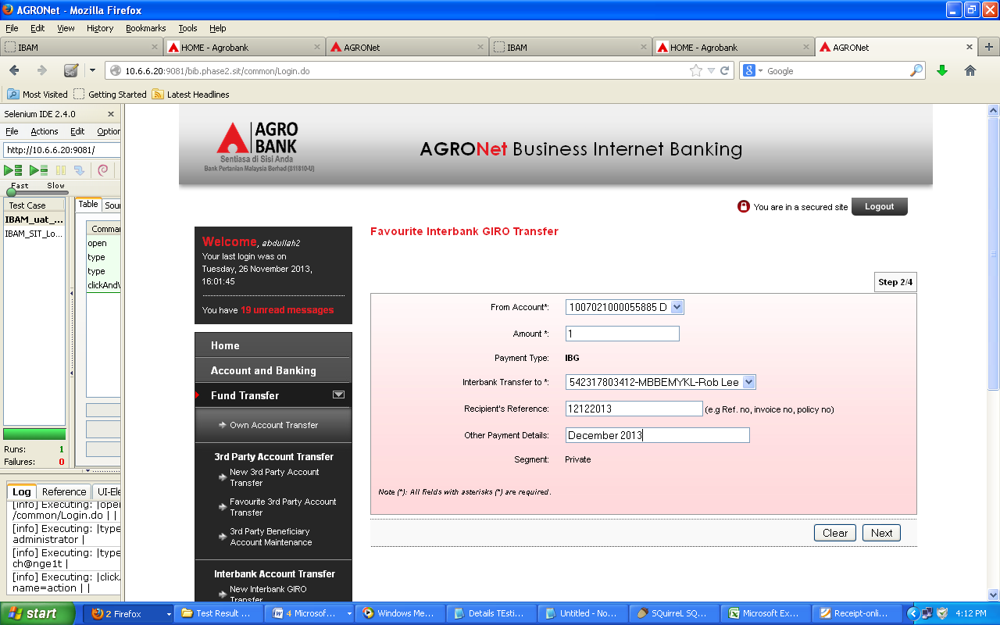 AGRONet - Mozilla Firefox
File Edit View History Bookmarks Tools Help
IBAM
HOME - Agrobank
AGRONet
IBAM
HOME - Agrobank
AGRONet
10.6.6.20:9081/bib.phase2.sit/common/Login.do
Google
Most Visited Getting Started Latest Headlines
Selenium IDE 2.4.0
File Actions Edit Option
http://10.6.6.20:9081/
Fast Slow
Test Case
IBAM_uat_...
IBAM_SIT_Lo...
Table Sou
Comma
open
type
type
clickAndV
Runs: 1
Failures: 0
Log Reference UI-Ele
[info] Executing: |ope
/common/Login.do | |
[info] Executing: |type
administrator |
[info] Executing: |type
ch@nge1t |
[info] Executing: |click
name=action | |
AGRO
BANK
Sentiasa di Sisi Anda
Bank Pertanian Malaysia Berhad (811810-U)
AGRONet Business Internet Banking
You are in a secured site Logout
Welcome, abdullah2
Your last login was on
Tuesday, 26 November 2013,
16:01:45
You have 19 unread messages
Home
Account and Banking
Fund Transfer
Own Account Transfer
3rd Party Account Transfer
New 3rd Party Account
Transfer
Favourite 3rd Party Account
Transfer
3rd Party Beneficiary
Account Maintenance
Interbank Account Transfer
New Interbank GIRO
Transfer
Favourite Interbank GIRO Transfer
Step 2/4
From Account*: 1007021000055885 D
Amount *: 1
Payment Type: IBG
Interbank Transfer to *: 542317803412-MBBEMYKL-Rob Lee
Recipient's Reference: 12122013 (e.g Ref. no, invoice no, policy no)
Other Payment Details: December 2013
Segment: Private
Note (*): All fields with asterisks (*) are required.
Clear Next
start
2 Firefox
Test Result ...
4 Microsof...
Windows Me...
Details TEsti...
Untitled - No...
SQuirreL SQ...
Microsoft Ex...
Receipt-onli...
4:12 PM